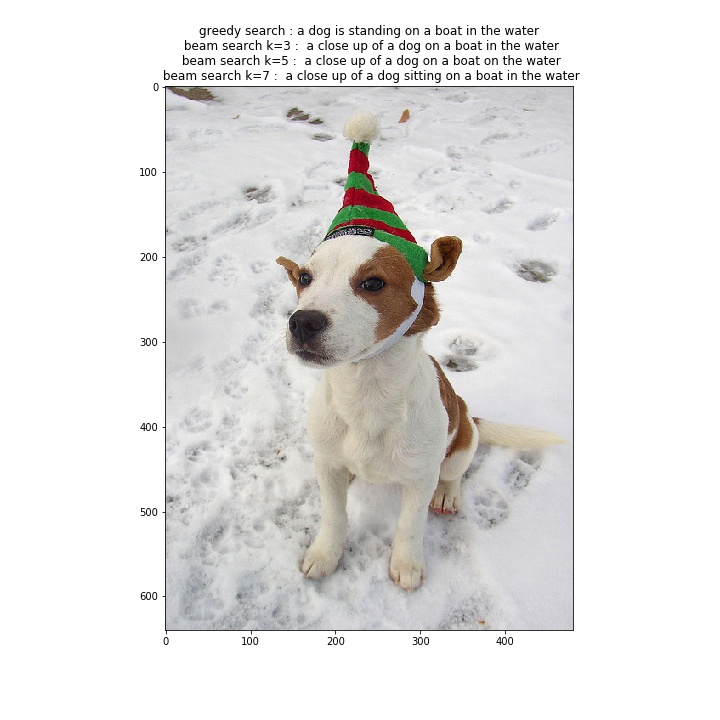 greedy search : a dog is standing on a boat in the water
beam search k=3 :  a close up of a dog on a boat in the water
beam search k=5 :  a close up of a dog a boat on the water
beam search k=7 :  a close up of a dog sitting on a boat in the water
0
100
200
300
400
500
600
0 100 200 300 400